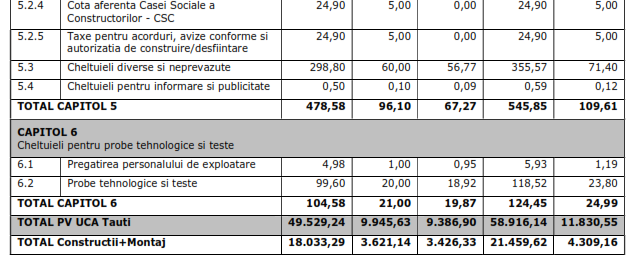 5.2.4 Cota aferenta Casei Sociale a 24,90 5,00 0,00 24,90 5,00
Constructorilor - CSC
5.2.5 Taxe pentru acorduri, avize conforme si 24,90 5,00 0,00 24,90 5,00
autorizatia de construire/desfiintare
5.3 Cheltuieli diverse si neprevazute 298,80 60,00 56,77 355,57 71,40
5.4 Cheltuieli pentru informare si publicitate 0,50 0,10 0,09 0,59 0,12
TOTAL CAPITOL 5 478,58 96,10 67,27 545,85 109,61
CAPITOL 6
Cheltuieli pentru probe tehnologice si teste
6.1 Pregatirea personalului de exploatare 4,98 1,00 0,95 5,93 1,19
6.2 Probe tehnologice si teste 99,60 20,00 18,92 118,52 23,80
TOTAL CAPITOL 6 104,58 21,00 19,87 124,45 24,99
TOTAL PV UCA Tauti 49.529,24 9.945,63 9.386,90 58.916,14 11.830,55
TOTAL Constructii+Montaj 18.033,29 3.621,14 3.426,33 21.459,62 4.309,16